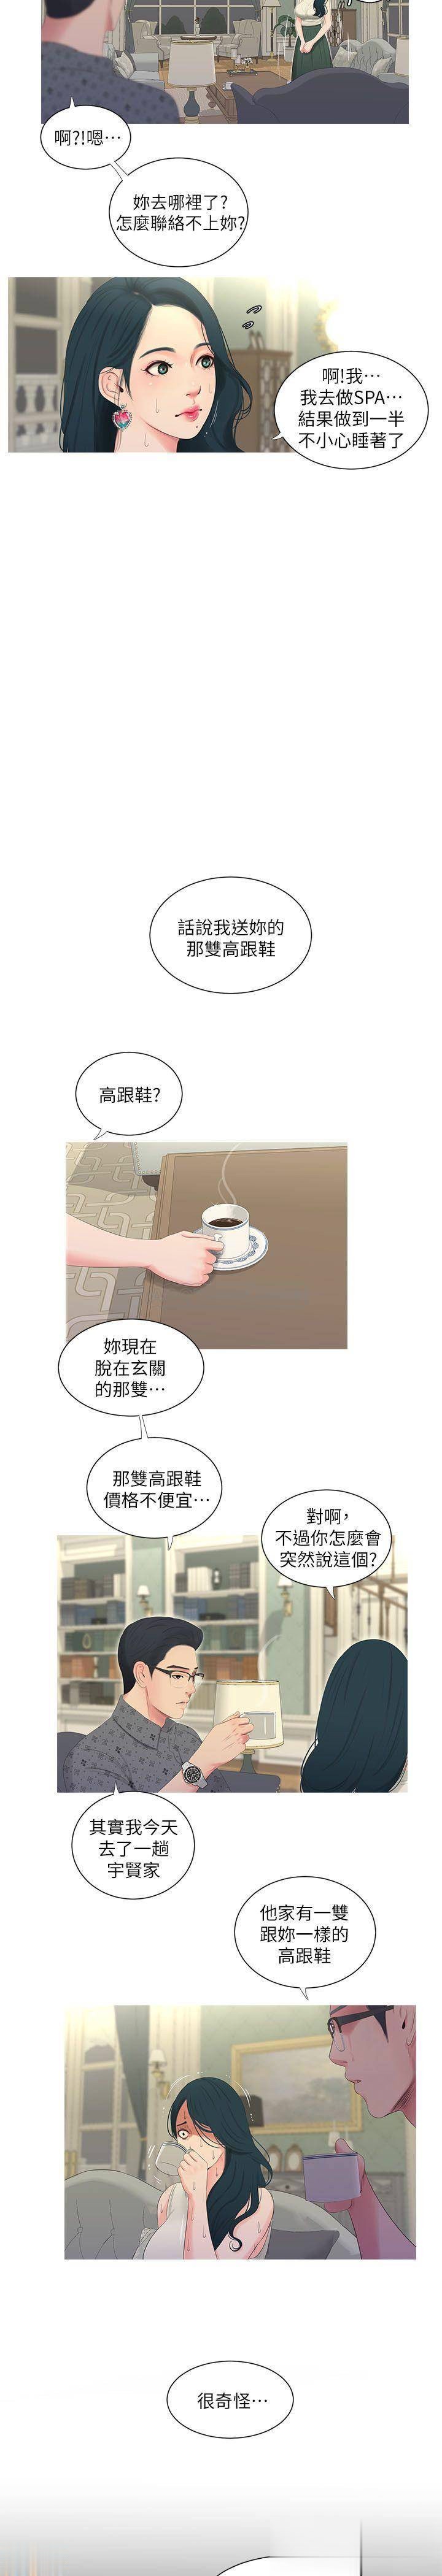 啊?!嗯…
妳去哪裡了?
怎麼聯絡不上妳?
啊!我…
我去做SPA…
結果做到一半
不小心睡著了
話說我送妳的
那雙高跟鞋
高跟鞋?
妳現在
脫在玄關
的那雙…
那雙高跟鞋
價格不便宜…
對啊,
不過你怎麼會
突然說這個?
其實我今天
去了一趟
宇賢家
他家有一雙
跟妳一樣的
高跟鞋
很奇怪…